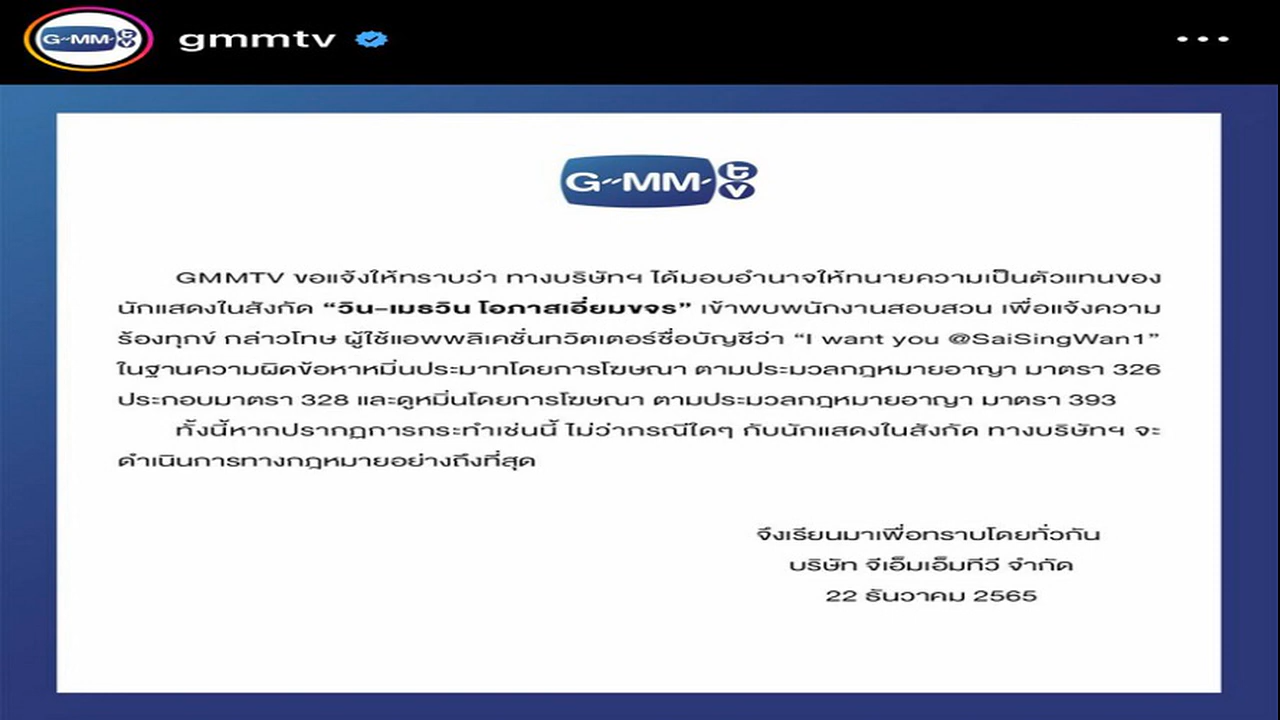 G-MM-tv
gmmtv
G-MM-tv
GMMTV ขอแจ้งให้ทราบว่า ทางบริษัทฯ ได้มอบอำนาจให้ทนายความเป็นตัวแทนของ
นักแสดงในสังกัด “วิน-เมธวิน โอภาสเอี่ยมขจร” เข้าพบพนักงานสอบสวน เพื่อแจ้งความ
ร้องทุกข์ กล่าวโทษ ผู้ใช้แอพพลิเคชั่นทวิตเตอร์ชื่อบัญชีว่า “I want you @SaiSingWan1”
ในฐานความผิดข้อหาหมิ่นประมาทโดยการโฆษณา ตามประมวลกฎหมายอาญา มาตรา 326
ประกอบมาตรา 328 และดูหมิ่นโดยการโฆษณา ตามประมวลกฎหมายอาญา มาตรา 393
ทั้งนี้หากปรากฏการกระทำเช่นนี้ ไม่ว่ากรณีใดๆ กับนักแสดงในสังกัด ทางบริษัทฯ จะ
ดำเนินการทางกฎหมายอย่างถึงที่สุด
จึงเรียนมาเพื่อทราบโดยทั่วกัน
บริษัท จีเอ็มเอ็มทีวี จำกัด
22 ธันวาคม 2565